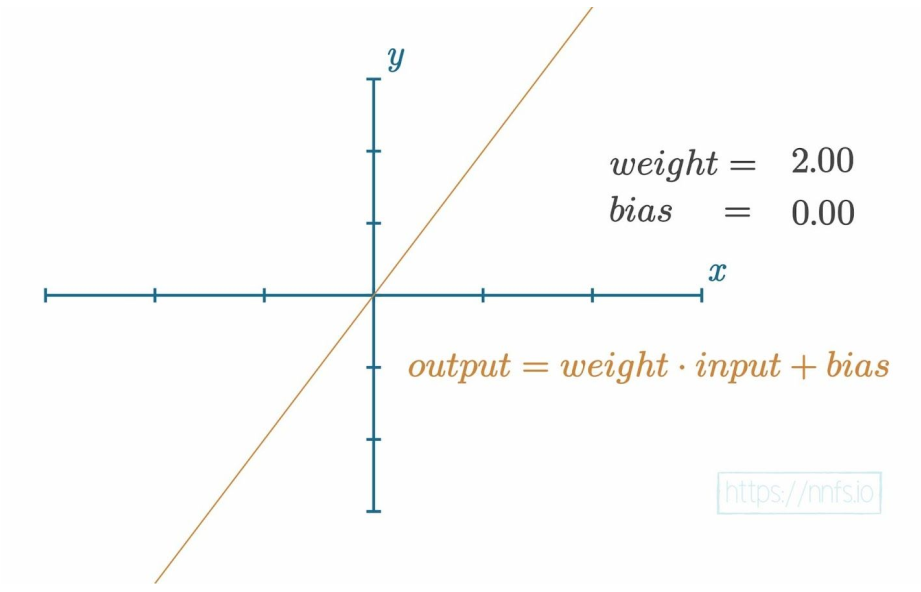 y
weight = 2.00
bias = 0.00
x
output = weight · input + bias
https://nnfs.io